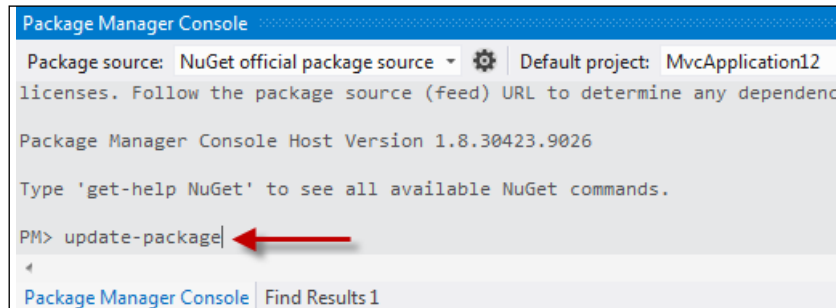 Package Manager Console
Package source: NuGet official package source Default project: MvcApplication12
licenses. Follow the package source (feed) URL to determine any dependenc
Package Manager Console Host Version 1.8.30423.9026
Type 'get-help NuGet' to see all available NuGet commands.
PM> update-package
Package Manager Console Find Results 1